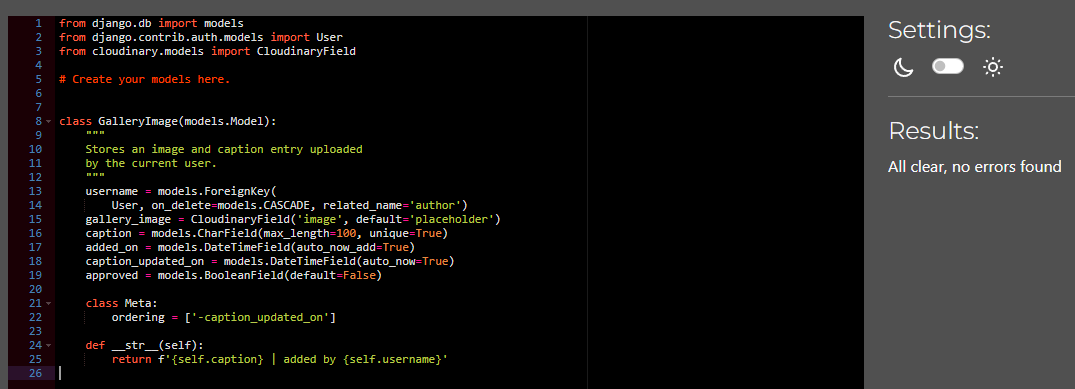 1 from django.db import models
2 from django.contrib.auth.models import User
3 from cloudinary.models import CloudinaryField
4
5 # Create your models here.
6
7
8 class GalleryImage(models.Model):
9     """
10     Stores an image and caption entry uploaded
11     by the current user.
12     """
13     username = models.ForeignKey(
14         User, on_delete=models.CASCADE, related_name='author')
15     gallery_image = CloudinaryField('image', default='placeholder')
16     caption = models.CharField(max_length=100, unique=True)
17     added_on = models.DateTimeField(auto_now_add=True)
18     caption_updated_on = models.DateTimeField(auto_now=True)
19     approved = models.BooleanField(default=False)
20
21     class Meta:
22         ordering = ['-caption_updated_on']
23
24     def __str__(self):
25         return f'{self.caption} | added by {self.username}'
26
Settings:
Results:
All clear, no errors found